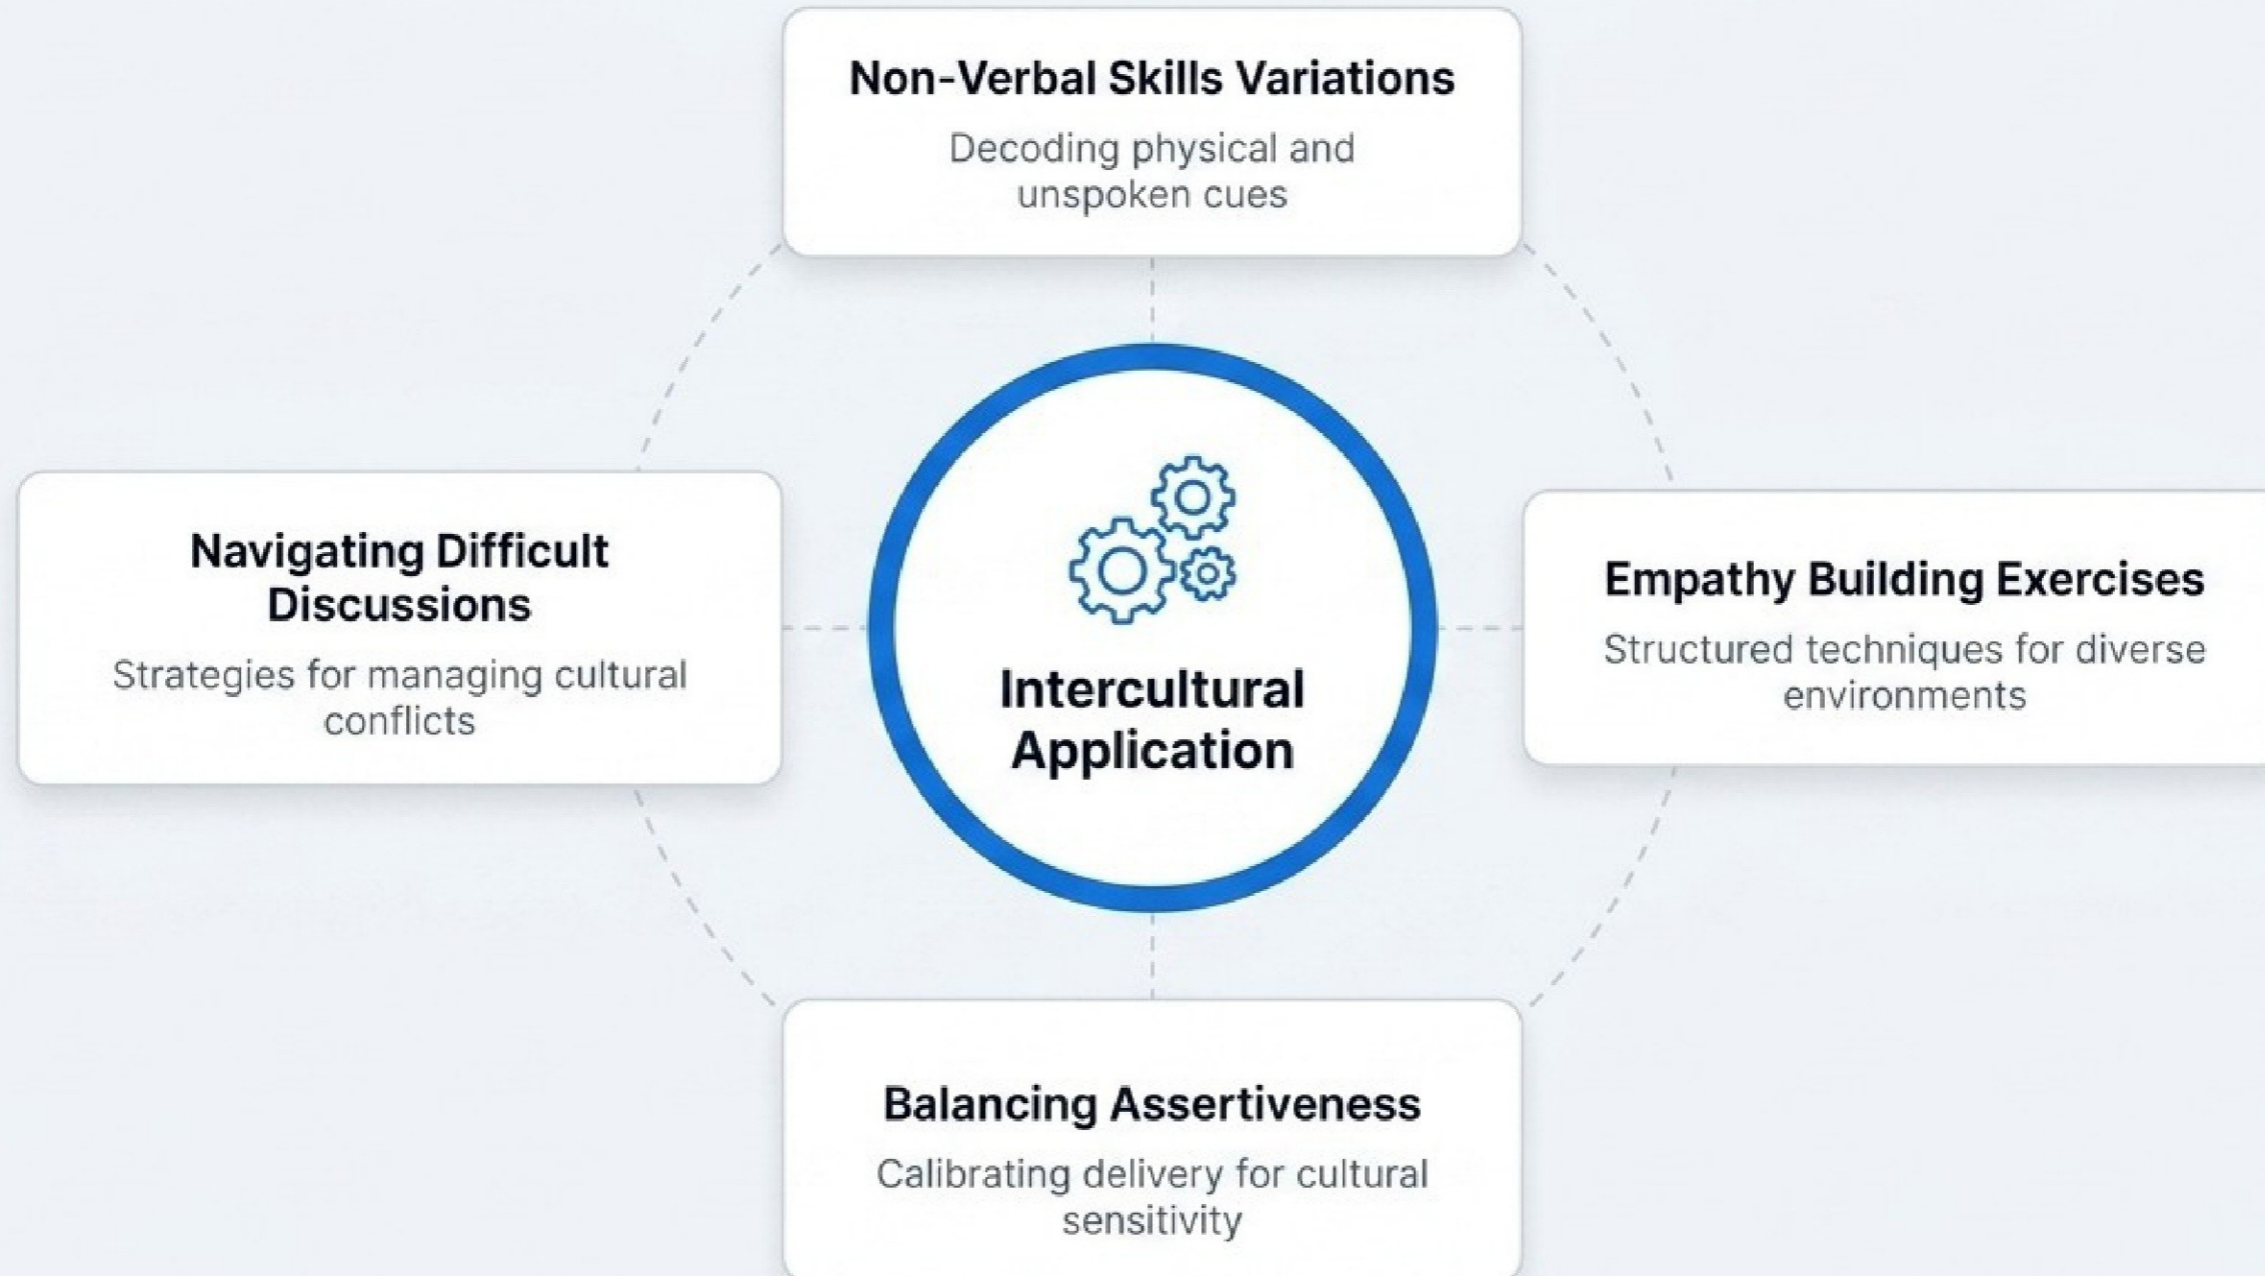 Non-Verbal Skills Variations
Decoding physical and
unspoken cues
Navigating Difficult
Discussions
Strategies for managing cultural
conflicts
Intercultural
Application
Empathy Building Exercises
Structured techniques for diverse
environments
Balancing Assertiveness
Calibrating delivery for cultural
sensitivity